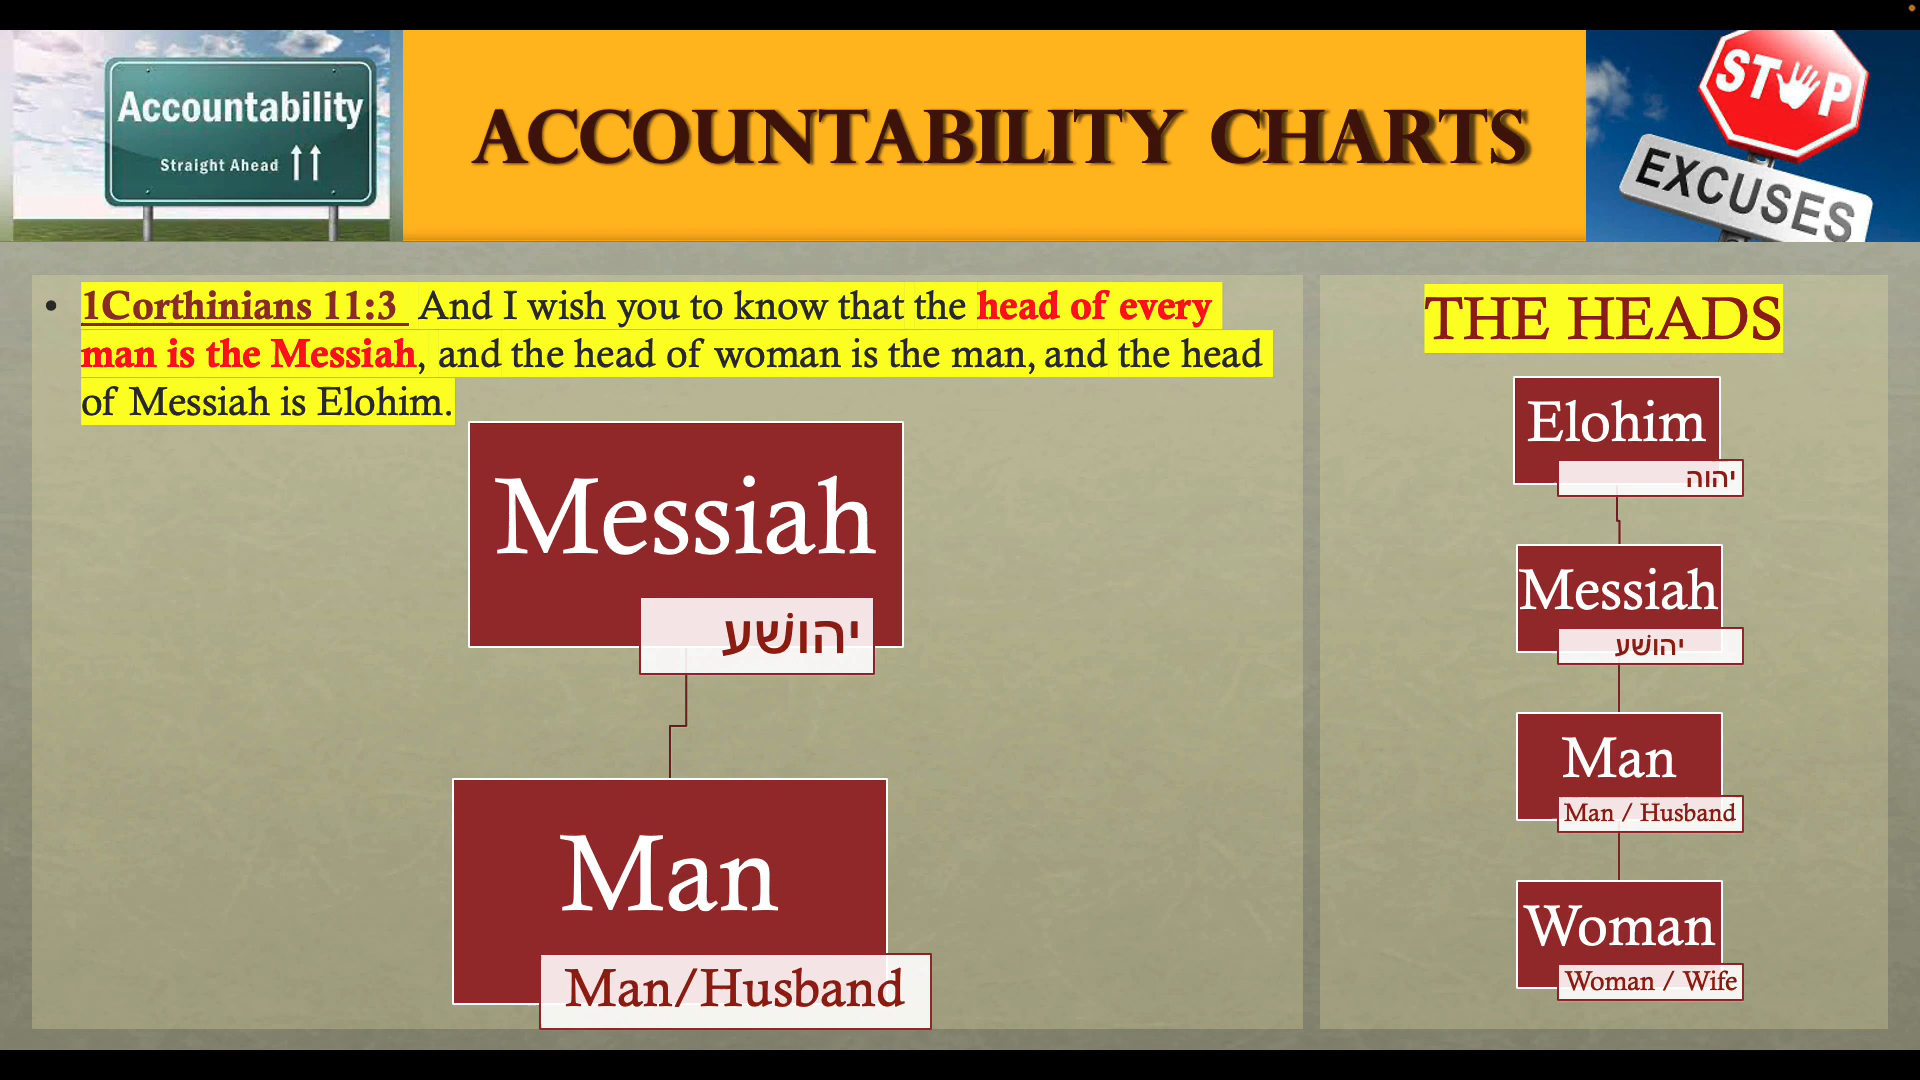 Accountability
Straight Ahead
ACCOUNTABILITY CHARTS
STOP
EXCUSES
• 1Corthinians 11:3 And I wish you to know that the head of every
man is the Messiah, and the head of woman is the man, and the head
of Messiah is Elohim.
Messiah
יהושׁע
Man
Man/Husband
THE HEADS
Elohim
יהוה
Messiah
יהושׁע
Man
Man / Husband
Woman
Woman / Wife